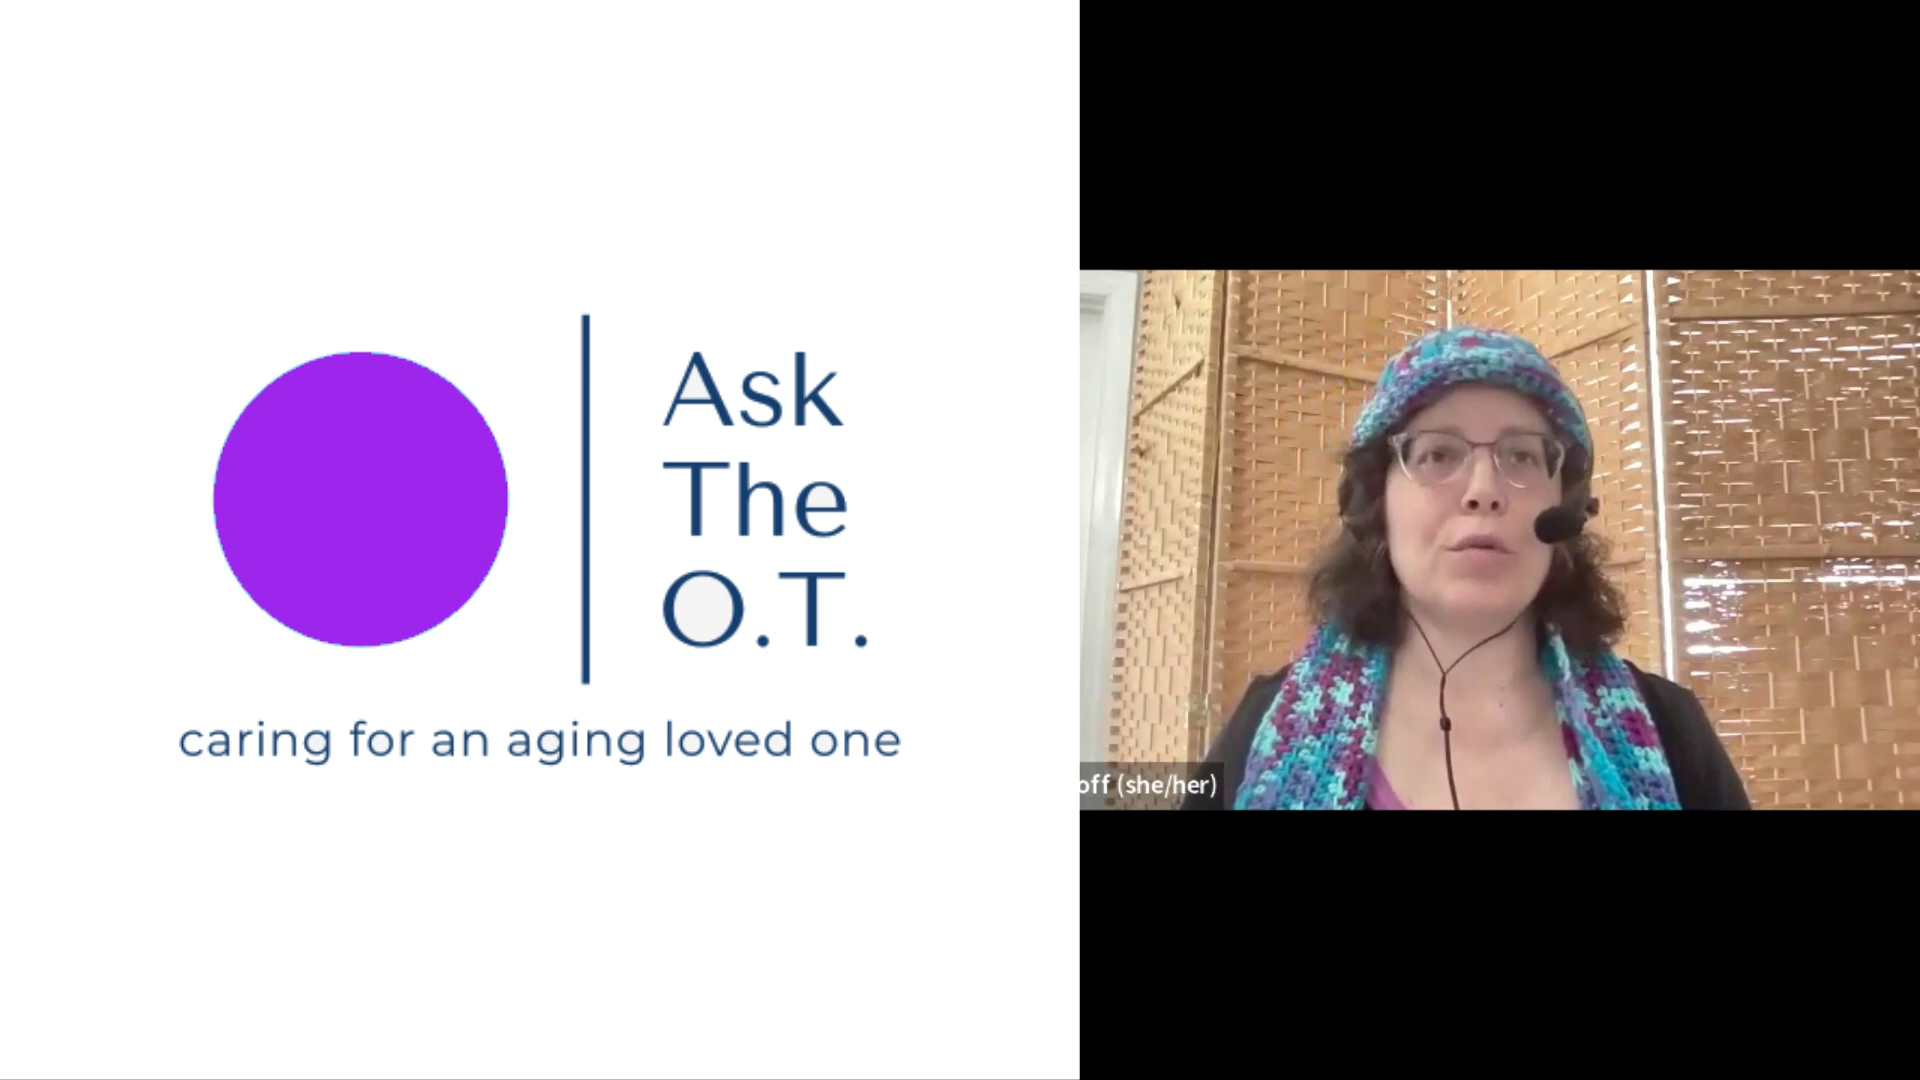 Ask
The
O.T.
caring for an aging loved one
off (she/her)